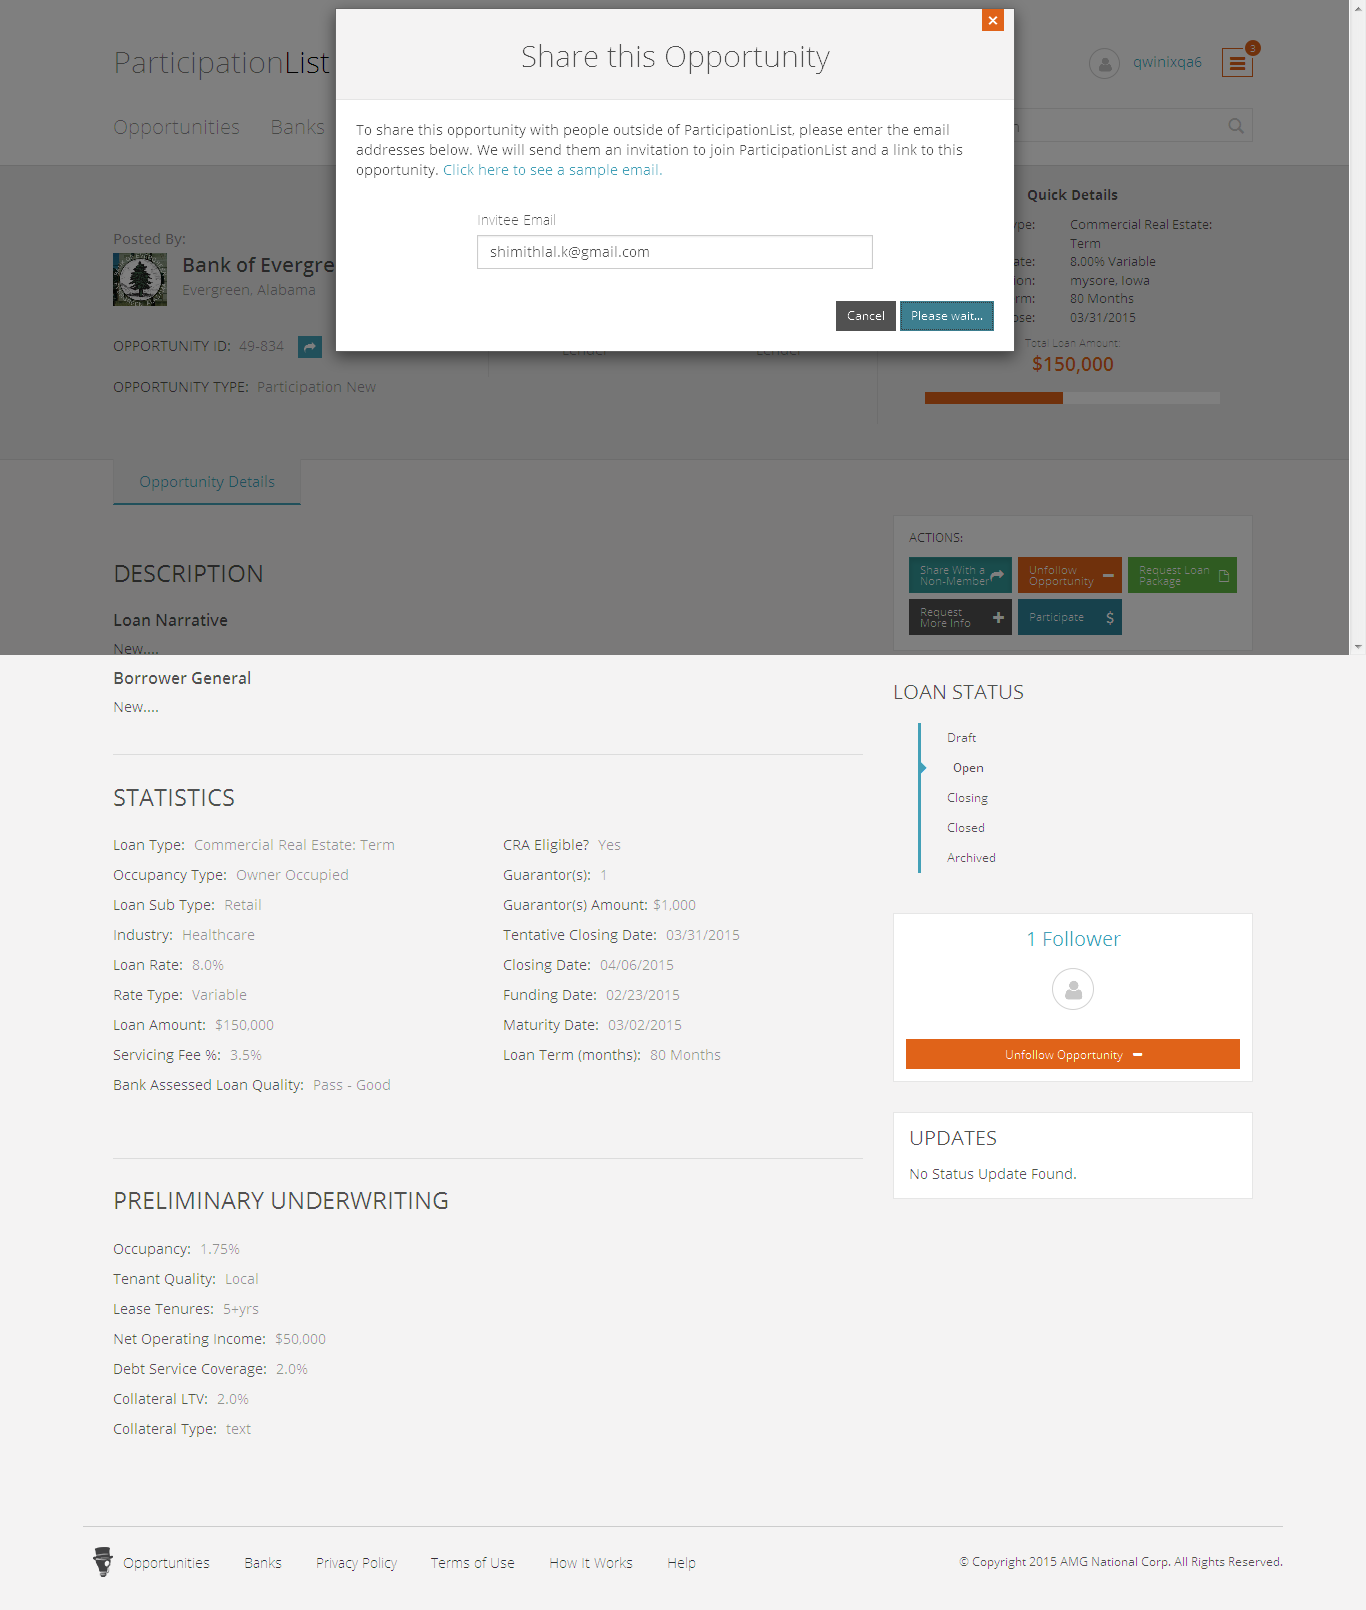 ParticipationList
qwinixqa6
3
Opportunities
Banks
Share this Opportunity
To share this opportunity with people outside of ParticipationList, please enter the email
addresses below. We will send them an invitation to join ParticipationList and a link to this
opportunity. Click here to see a sample email.
Invitee Email
shimithlal.k@gmail.com
Cancel
Please wait...
Posted By:
Bank of Evergre
Evergreen, Alabama
OPPORTUNITY ID: 49-834
OPPORTUNITY TYPE: Participation New
Lender
Lender
Quick Details
Commercial Real Estate:
Term
8.00% Variable
mysore, Iowa
80 Months
03/31/2015
Total Loan Amount:
$150,000
Opportunity Details
DESCRIPTION
Loan Narrative
New....
Borrower General
New....
ACTIONS:
Share With a
Non-Member
Unfollow
Opportunity
Request Loan
Package
Request
More Info
Participate
$
LOAN STATUS
Draft
Open
Closing
Closed
Archived
STATISTICS
Loan Type: Commercial Real Estate: Term
Occupancy Type: Owner Occupied
Loan Sub Type: Retail
Industry: Healthcare
Loan Rate: 8.0%
Rate Type: Variable
Loan Amount: $150,000
Servicing Fee %: 3.5%
Bank Assessed Loan Quality: Pass - Good
CRA Eligible? Yes
Guarantor(s): 1
Guarantor(s) Amount: $1,000
Tentative Closing Date: 03/31/2015
Closing Date: 04/06/2015
Funding Date: 02/23/2015
Maturity Date: 03/02/2015
Loan Term (months): 80 Months
1 Follower
Unfollow Opportunity
UPDATES
No Status Update Found.
PRELIMINARY UNDERWRITING
Occupancy: 1.75%
Tenant Quality: Local
Lease Tenures: 5+yrs
Net Operating Income: $50,000
Debt Service Coverage: 2.0%
Collateral LTV: 2.0%
Collateral Type: text
Opportunities
Banks
Privacy Policy
Terms of Use
How It Works
Help
© Copyright 2015 AMG National Corp. All Rights Reserved.